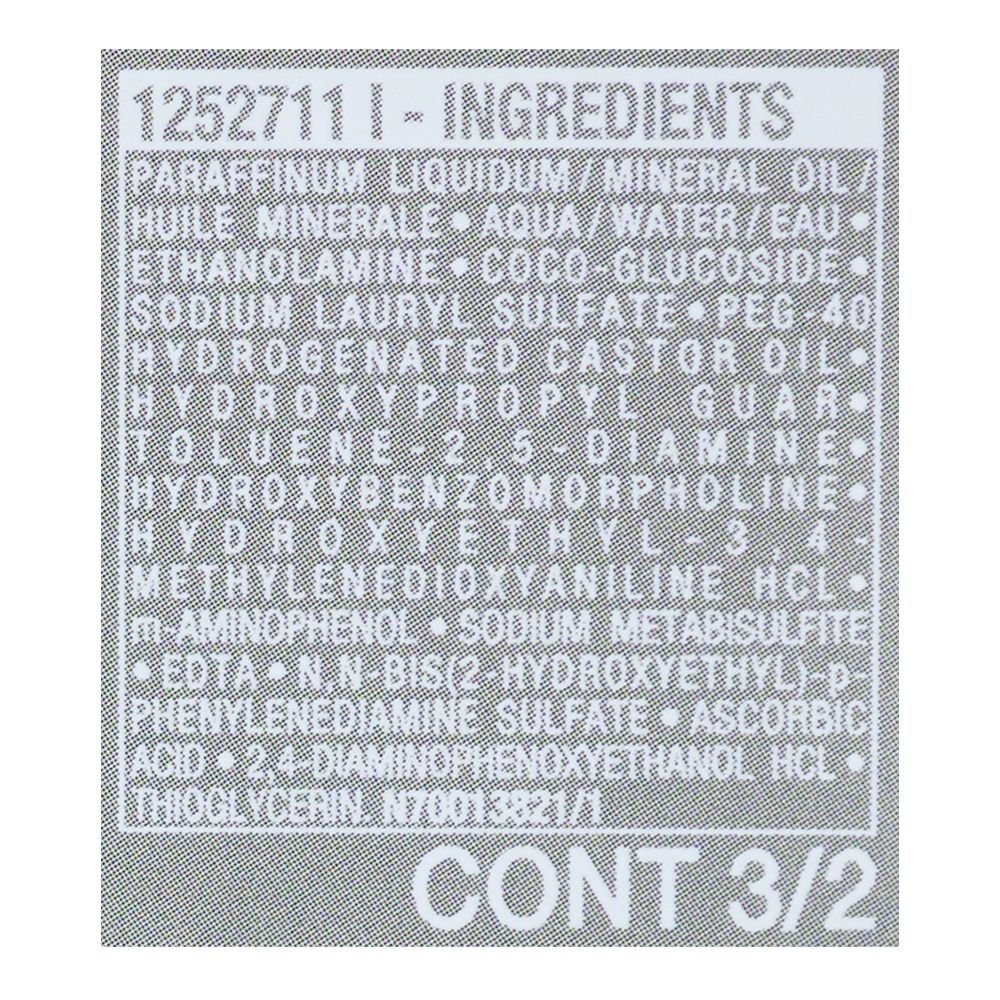 1252711 I - INGREDIENTS
PARAFFINUM LIQUIDUM / MINERAL OIL /
HUILE MINERALE • AQUA / WATER / EAU •
ETHANOLAMINE • COCO-GLUCOSIDE •
SODIUM LAURYL SULFATE • PEG-40
HYDROGENATED CASTOR OIL •
HYDROXYPROPYL GUAR •
TOLUENE-2,5-DIAMINE •
HYDROXYBENZOMORPHOLINE •
HYDROXYETHYL-3,4-
METHYLENEDIOXYANILINE HCL •
m-AMINOPHENOL • SODIUM METABISULFITE
• EDTA • N,N-BIS(2-HYDROXYETHYL)-p-
PHENYLENEDIAMINE SULFATE • ASCORBIC
ACID • 2,4-DIAMINOPHENOXYETHANOL HCL •
THIOGLYCERIN. N70013821/1
CONT 3/2